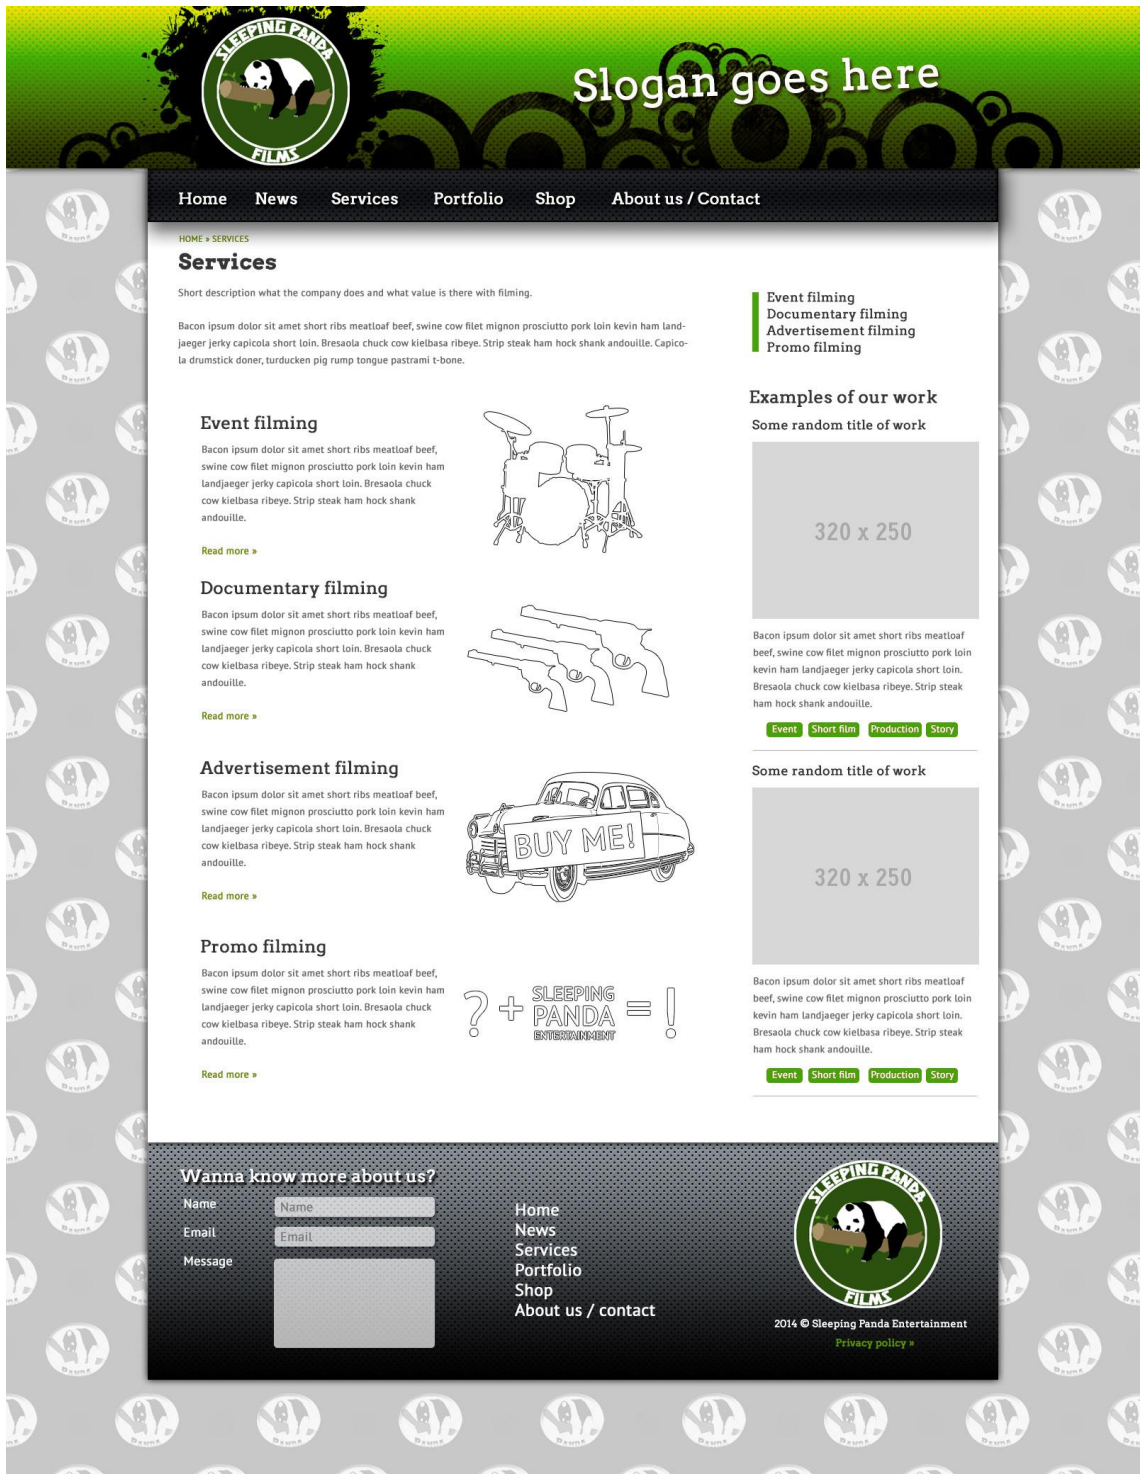 SLEEPING PANDA
FILMS
Slogan goes here
Home News Services Portfolio Shop About us / Contact
HOME » SERVICES
Services
Short description what the company does and what value is there with filming.
Bacon ipsum dolor sit amet short ribs meatloaf beef, swine cow filet mignon prosciutto pork loin kevin ham land-
jaeger jerky capicola short loin. Bresaola chuck cow kielbasa ribeye. Strip steak ham hock shank andouille. Capico-
la drumstick doner, turducken pig rump tongue pastrami t-bone.
Event filming
Bacon ipsum dolor sit amet short ribs meatloaf beef,
swine cow filet mignon prosciutto pork loin kevin ham
landjaeger jerky capicola short loin. Bresaola chuck
cow kielbasa ribeye. Strip steak ham hock shank
andouille.
Read more »
Documentary filming
Bacon ipsum dolor sit amet short ribs meatloaf beef,
swine cow filet mignon prosciutto pork loin kevin ham
landjaeger jerky capicola short loin. Bresaola chuck
cow kielbasa ribeye. Strip steak ham hock shank
andouille.
Read more »
Advertisement filming
Bacon ipsum dolor sit amet short ribs meatloaf beef,
swine cow filet mignon prosciutto pork loin kevin ham
landjaeger jerky capicola short loin. Bresaola chuck
cow kielbasa ribeye. Strip steak ham hock shank
andouille.
Read more »
BUY ME!
Promo filming
Bacon ipsum dolor sit amet short ribs meatloaf beef,
swine cow filet mignon prosciutto pork loin kevin ham
landjaeger jerky capicola short loin. Bresaola chuck
cow kielbasa ribeye. Strip steak ham hock shank
andouille.
Read more »
? + SLEEPING PANDA ENTERTAINMENT = !
Event filming
Documentary filming
Advertisement filming
Promo filming
Examples of our work
Some random title of work
320 x 250
Bacon ipsum dolor sit amet short ribs meatloaf
beef, swine cow filet mignon prosciutto pork loin
kevin ham landjaeger jerky capicola short loin.
Bresaola chuck cow kielbasa ribeye. Strip steak
ham hock shank andouille.
Event Short film Production Story
Some random title of work
320 x 250
Bacon ipsum dolor sit amet short ribs meatloaf
beef, swine cow filet mignon prosciutto pork loin
kevin ham landjaeger jerky capicola short loin.
Bresaola chuck cow kielbasa ribeye. Strip steak
ham hock shank andouille.
Event Short film Production Story
Wanna know more about us?
Name Name
Email Email
Message
Home
News
Services
Portfolio
Shop
About us / contact
SLEEPING PANDA
FILMS
2014 © Sleeping Panda Entertainment
Privacy policy »